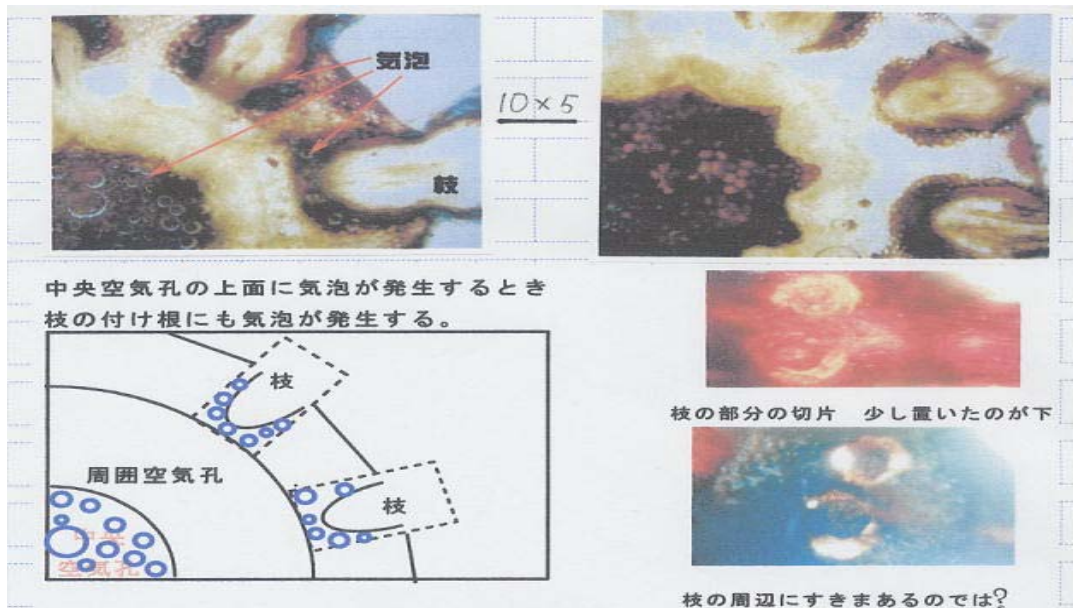 気泡
枝
10×5
中央空気孔の上面に気泡が発生するとき
枝の付け根にも気泡が発生する。
枝
周囲空気孔
枝
中央
空気孔
枝の部分の切片 少し置いたのが下
枝の周辺にすきまあるのでは?